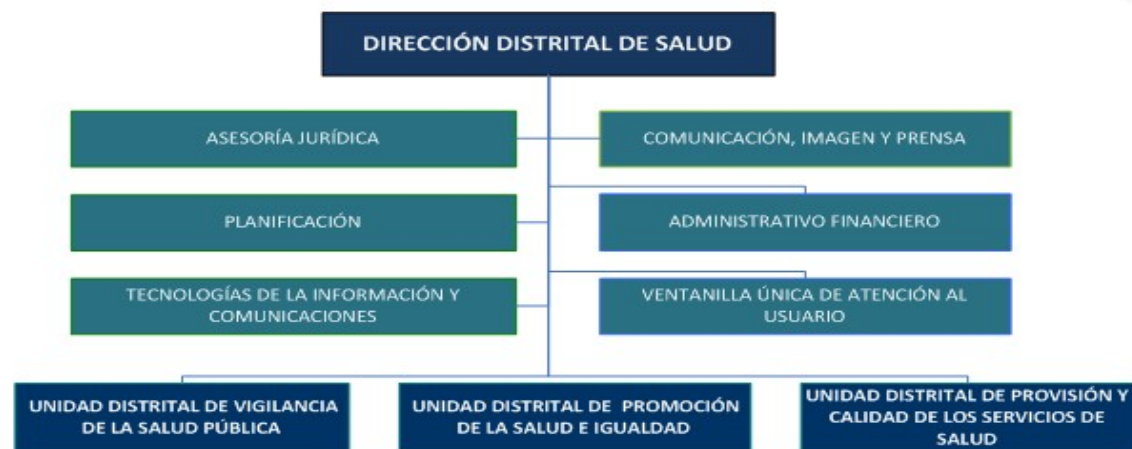 DIRECCIÓN DISTRITAL DE SALUD
ASESORÍA JURÍDICA
COMUNICACIÓN, IMAGEN Y PRENSA
PLANIFICACIÓN
ADMINISTRATIVO FINANCIERO
TECNOLOGÍAS DE LA INFORMACIÓN Y
COMUNICACIONES
VENTANILLA ÚNICA DE ATENCIÓN AL
USUARIO
UNIDAD DISTRITAL DE VIGILANCIA
DE LA SALUD PÚBLICA
UNIDAD DISTRITAL DE PROMOCIÓN
DE LA SALUD E IGUALDAD
UNIDAD DISTRITAL DE PROVISIÓN Y
CALIDAD DE LOS SERVICIOS DE
SALUD